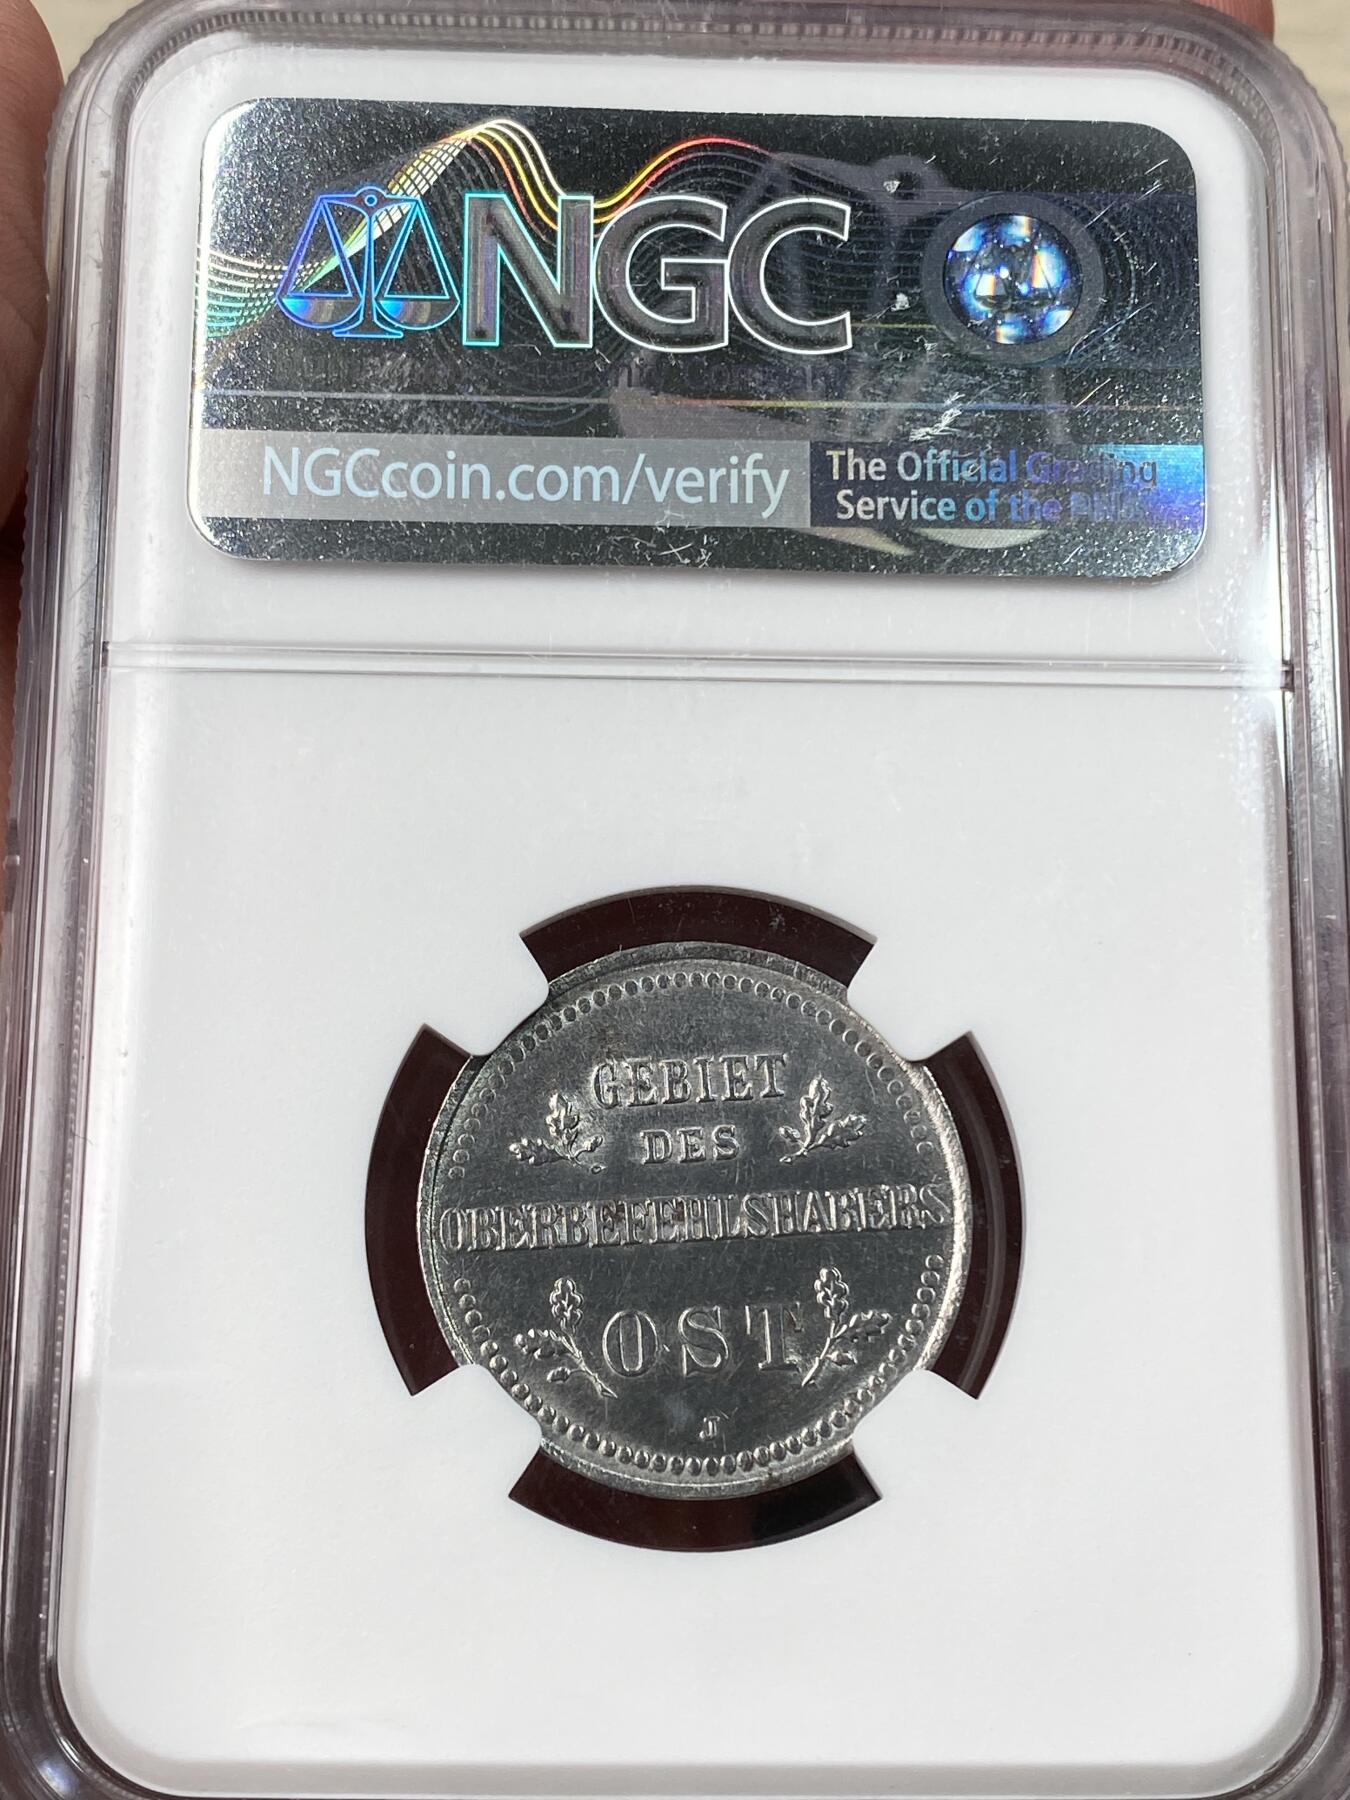 NGC
NGCcoin.com/verify
The Official Grading
Service of the PNG
GEBIET
DES
OBERBEFEHLSHABERS
OST
J